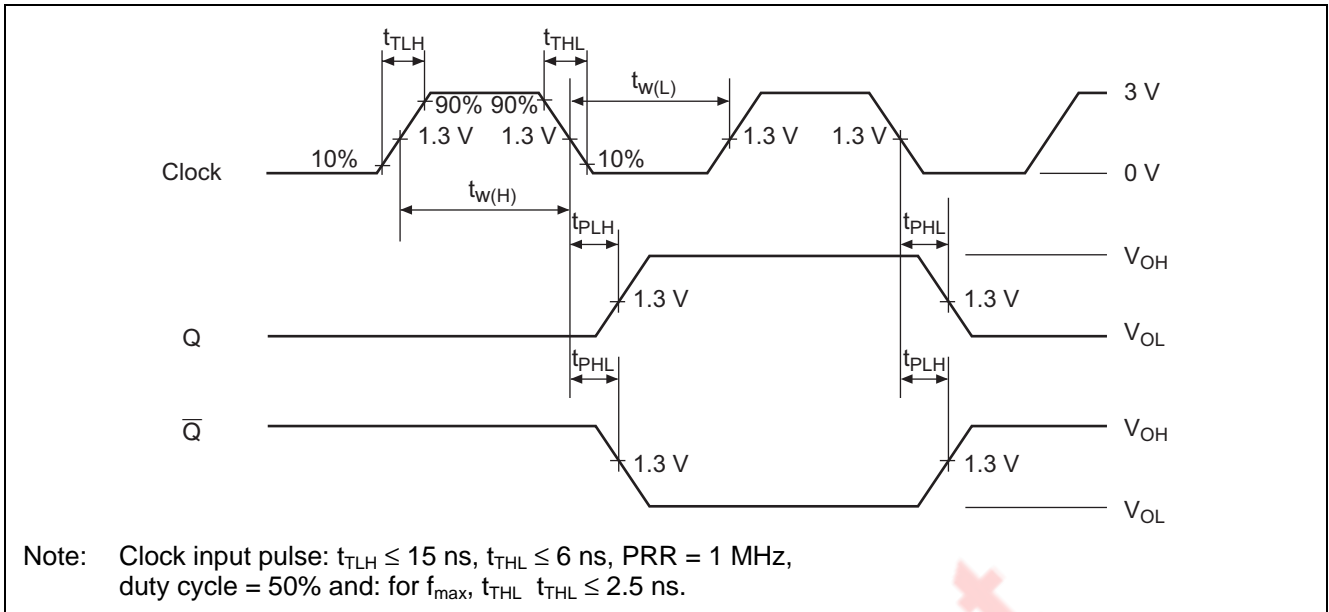 tTLH tTHL
tw(L)
90% 90% 3 V
1.3 V 1.3 V 1.3 V 1.3 V
10% 10%
Clock 0 V
tw(H)
tPLH tPHL
VOH
1.3 V 1.3 V
Q VOL
tPHL tPLH
Q̅ VOH
1.3 V 1.3 V
VOL
Note: Clock input pulse: tTLH ≤ 15 ns, tTHL ≤ 6 ns, PRR = 1 MHz,
duty cycle = 50% and: for fmax, tTHL tTHL ≤ 2.5 ns.